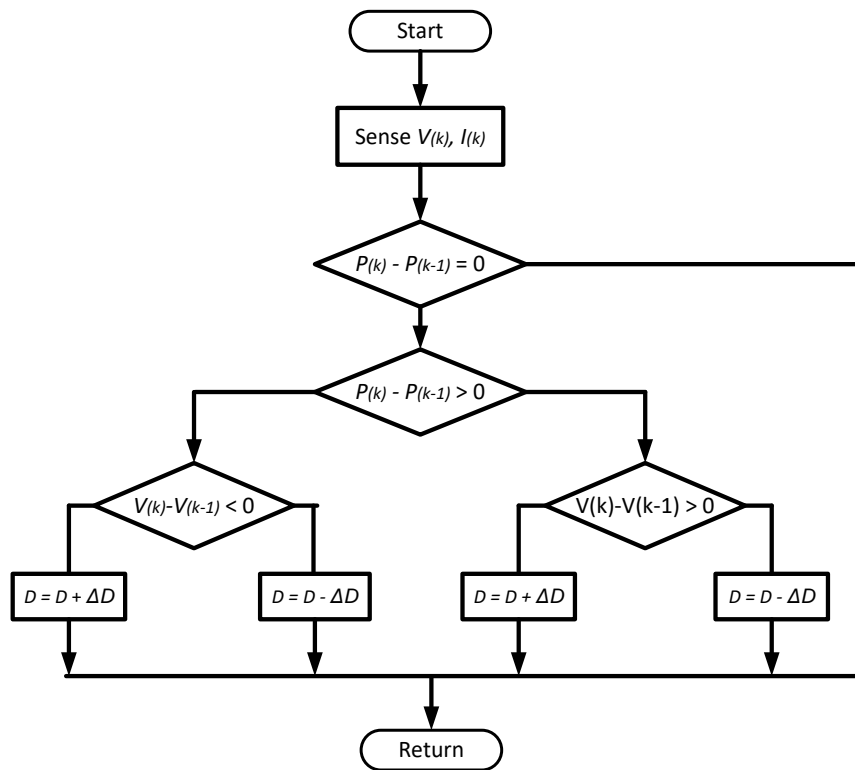 Start
Sense V(k), I(k)
P(k) - P(k-1) = 0
P(k) - P(k-1) > 0
V(k)-V(k-1) < 0
V(k)-V(k-1) > 0
D = D + ΔD
D = D - ΔD
D = D + ΔD
D = D - ΔD
Return